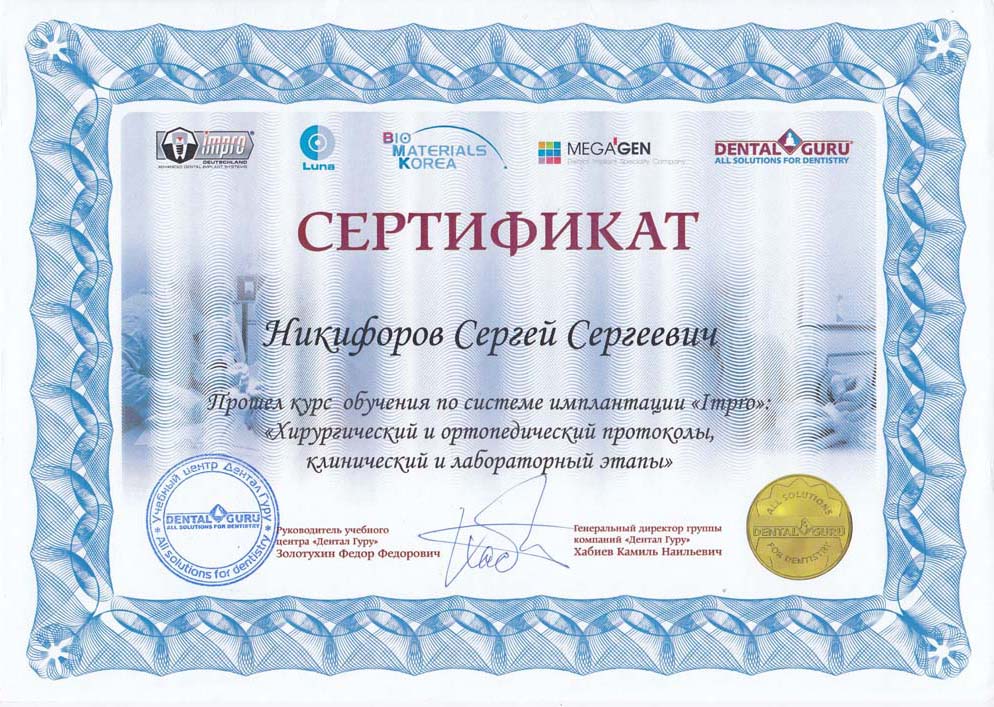 impro®
DEUTSCHLAND
ADVANCED DENTAL IMPLANT SYSTEMS
Luna
BIO
MATERIALS
KOREA
MEGA'GEN
Dental Implant Specialty Company
DENTAL GURU®
ALL SOLUTIONS FOR DENTISTRY
СЕРТИФИКАТ
Никифоров Сергей Сергеевич
Прошел курс обучения по системе имплантации «Impro»:
«Хирургический и ортопедический протоколы,
клинический и лабораторный этапы»
Учебный центр Дентал Гуру
DENTAL GURU
ALL SOLUTIONS FOR DENTISTRY
All solutions for dentistry
Руководитель учебного
центра «Дентал Гуру»
Золотухин Федор Федорович
Генеральный директор группы
компаний «Дентал Гуру»
Хабиев Камиль Наильевич
ALL SOLUTIONS
DENTAL GURU
FOR DENTISTRY